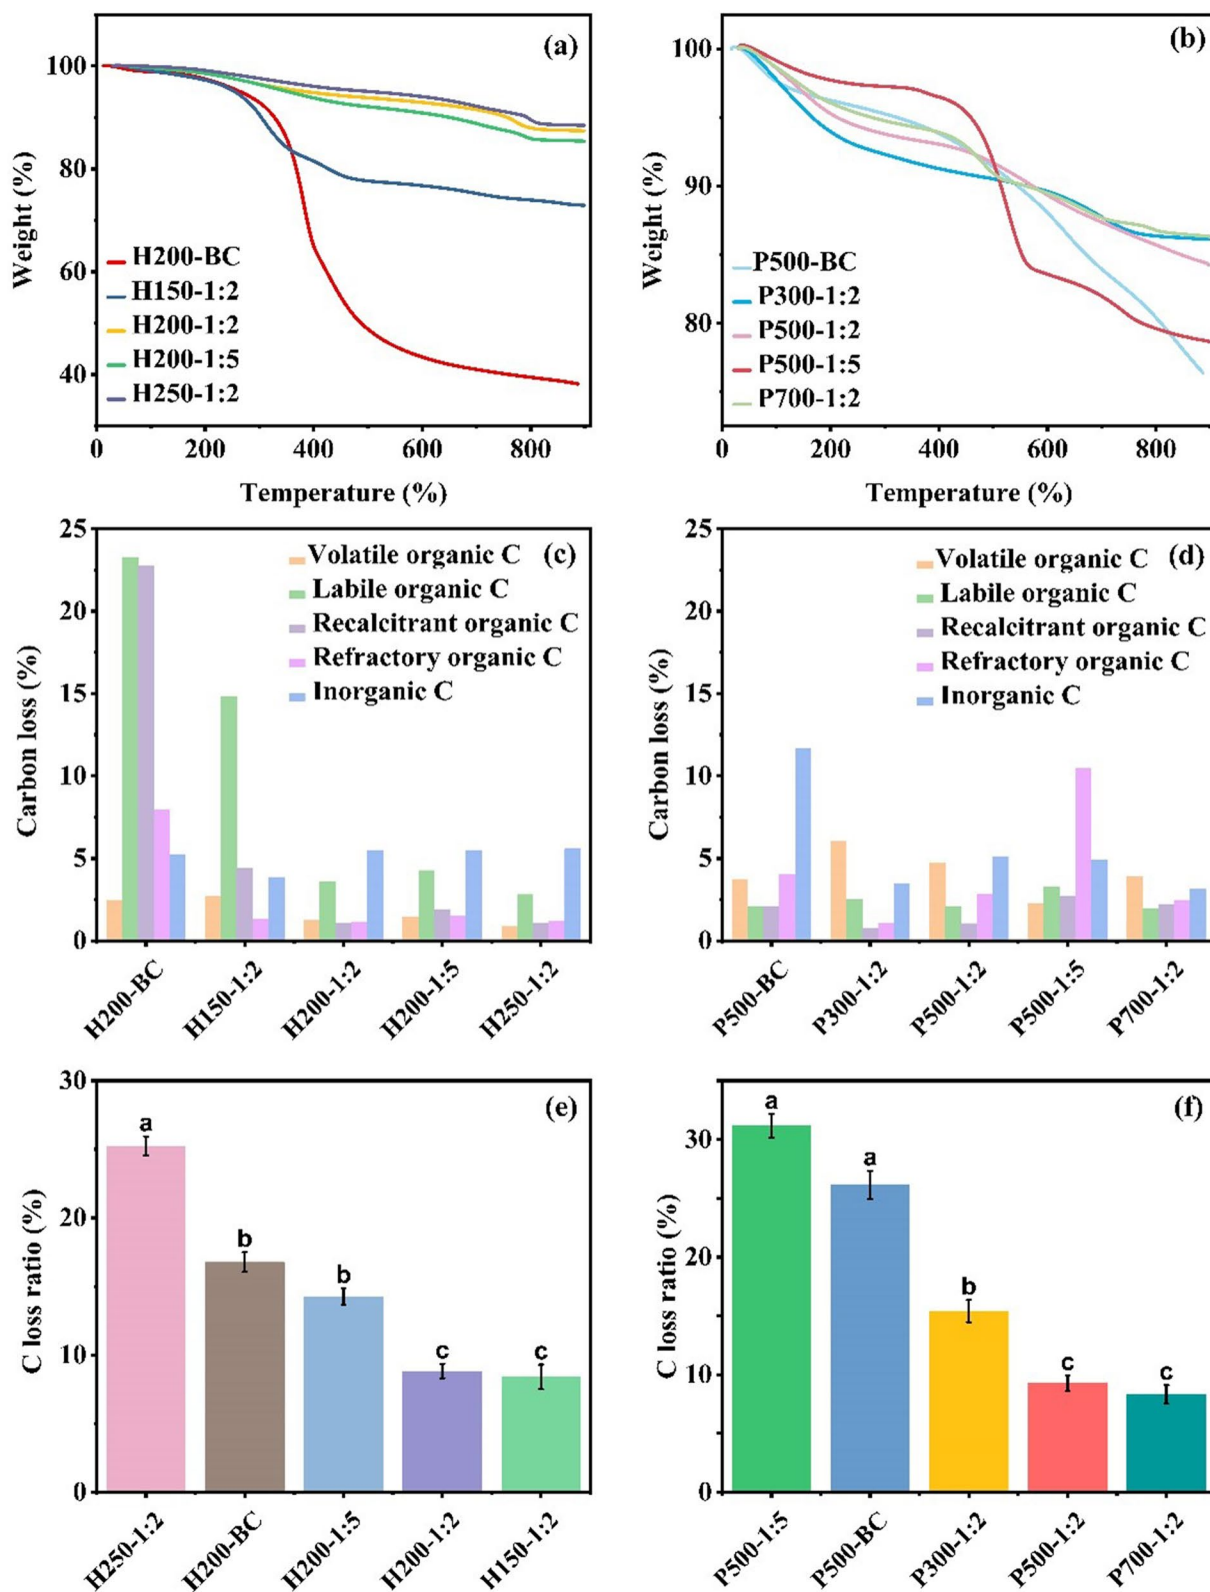 (a)
Weight (%)
100
80
60
40
H200-BC
H150-1:2
H200-1:2
H200-1:5
H250-1:2
0 200 400 600 800
Temperature (%)
(b)
Weight (%)
100
90
80
P500-BC
P300-1:2
P500-1:2
P500-1:5
P700-1:2
0 200 400 600 800
Temperature (%)
(c)
Carbon loss (%)
25
20
15
10
5
0
Volatile organic C
Labile organic C
Recalcitrant organic C
Refractory organic C
Inorganic C
H200-BC
H150-1:2
H200-1:2
H200-1:5
H250-1:2
(d)
Carbon loss (%)
25
20
15
10
5
0
Volatile organic C
Labile organic C
Recalcitrant organic C
Refractory organic C
Inorganic C
P500-BC
P300-1:2
P500-1:2
P500-1:5
P700-1:2
(e)
C loss ratio (%)
30
20
10
0
a
b
b
c
c
H250-1:2
H200-BC
H200-1:5
H200-1:2
H150-1:2
(f)
C loss ratio (%)
30
20
10
0
a
a
b
c
c
P500-1:5
P500-BC
P300-1:2
P500-1:2
P700-1:2